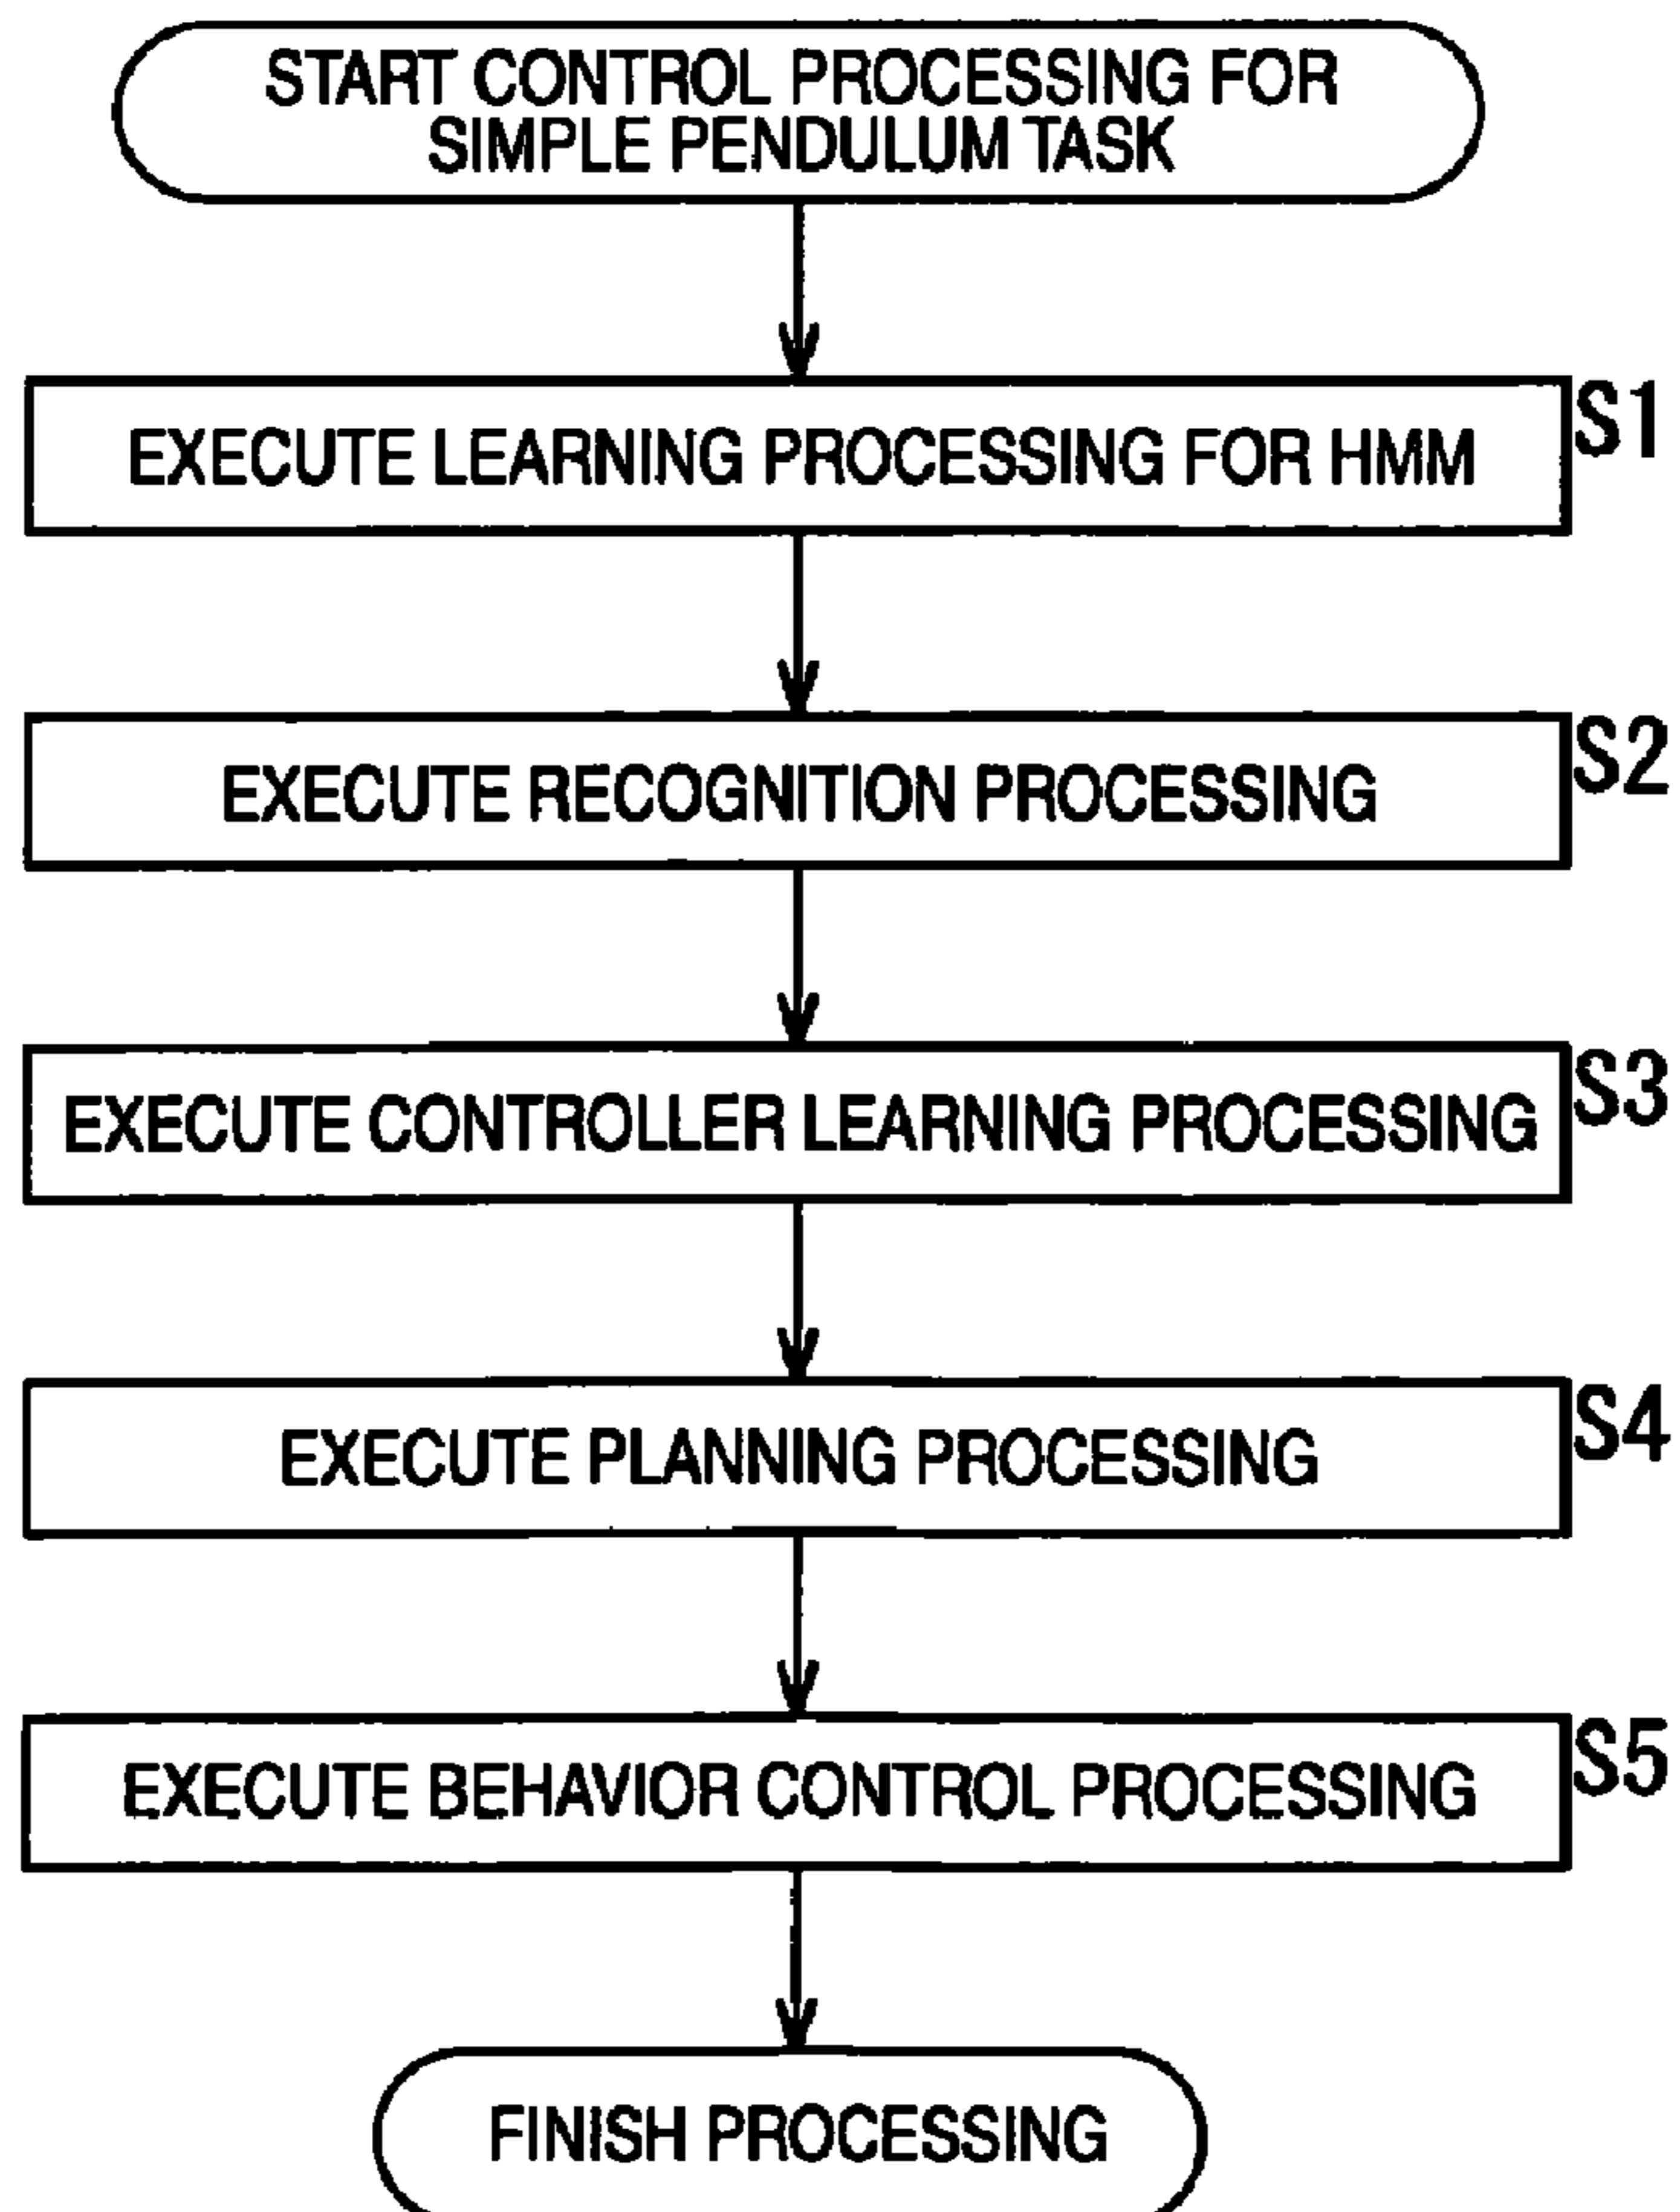 START CONTROL PROCESSING FOR
SIMPLE PENDULUM TASK
S1
EXECUTE LEARNING PROCESSING FOR HMM
S2
EXECUTE RECOGNITION PROCESSING
S3
EXECUTE CONTROLLER LEARNING PROCESSING
S4
EXECUTE PLANNING PROCESSING
S5
EXECUTE BEHAVIOR CONTROL PROCESSING
FINISH PROCESSING